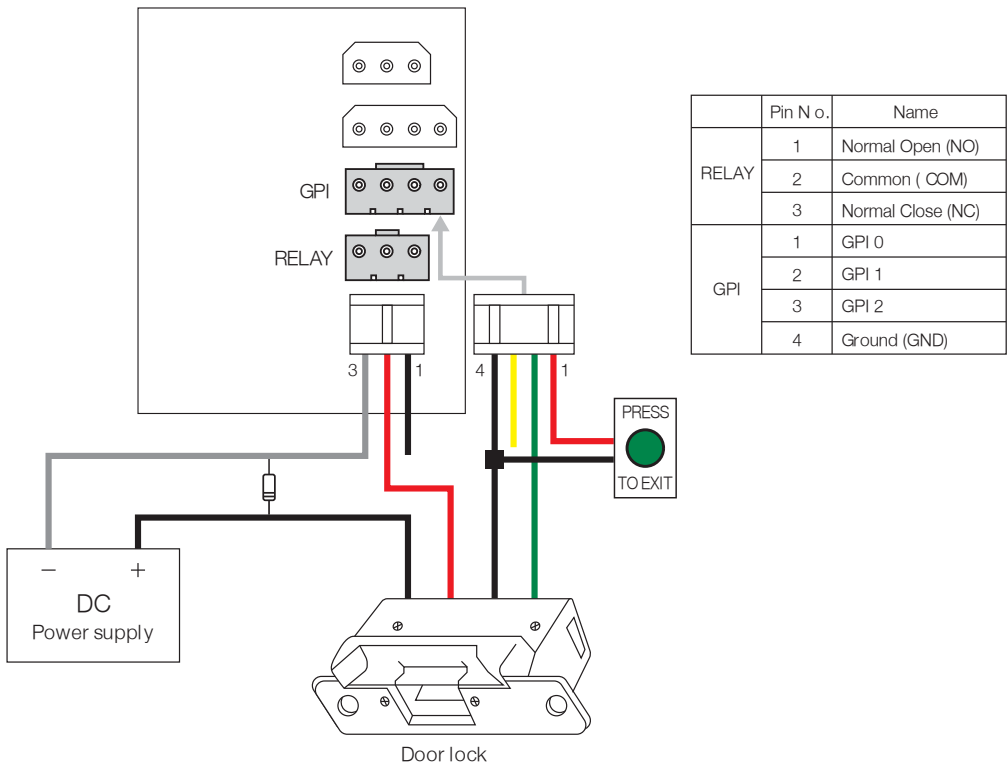 GPI
RELAY
3 1
4 1
PRESS
TO EXIT
− +
DC
Power supply
Door lock
Pin N o. Name
RELAY
1 Normal Open (NO)
2 Common ( COM)
3 Normal Close (NC)
GPI
1 GPI 0
2 GPI 1
3 GPI 2
4 Ground (GND)